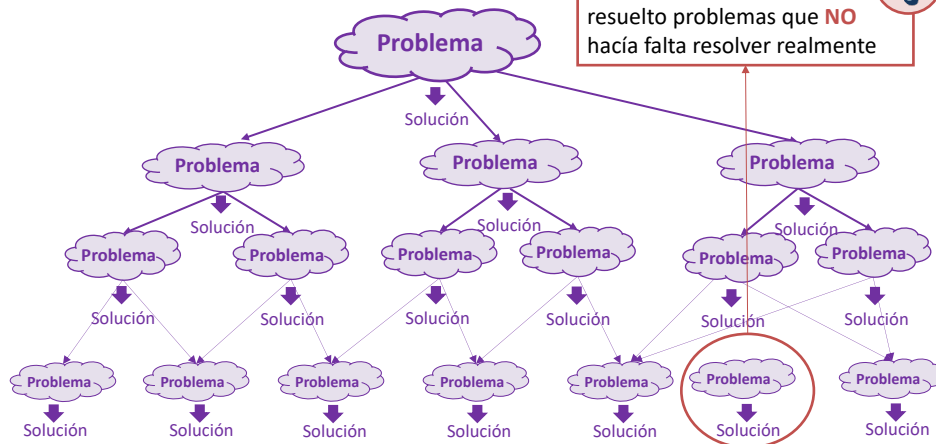 resuelto problemas que NO
hacía falta resolver realmente
Problema
Solución
Problema
Problema
Problema
Solución
Solución
Solución
Problema
Problema
Problema
Problema
Problema
Problema
Solución
Solución
Solución
Solución
Solución
Solución
Problema
Problema
Problema
Problema
Problema
Problema
Problema
Solución
Solución
Solución
Solución
Solución
Solución
Solución